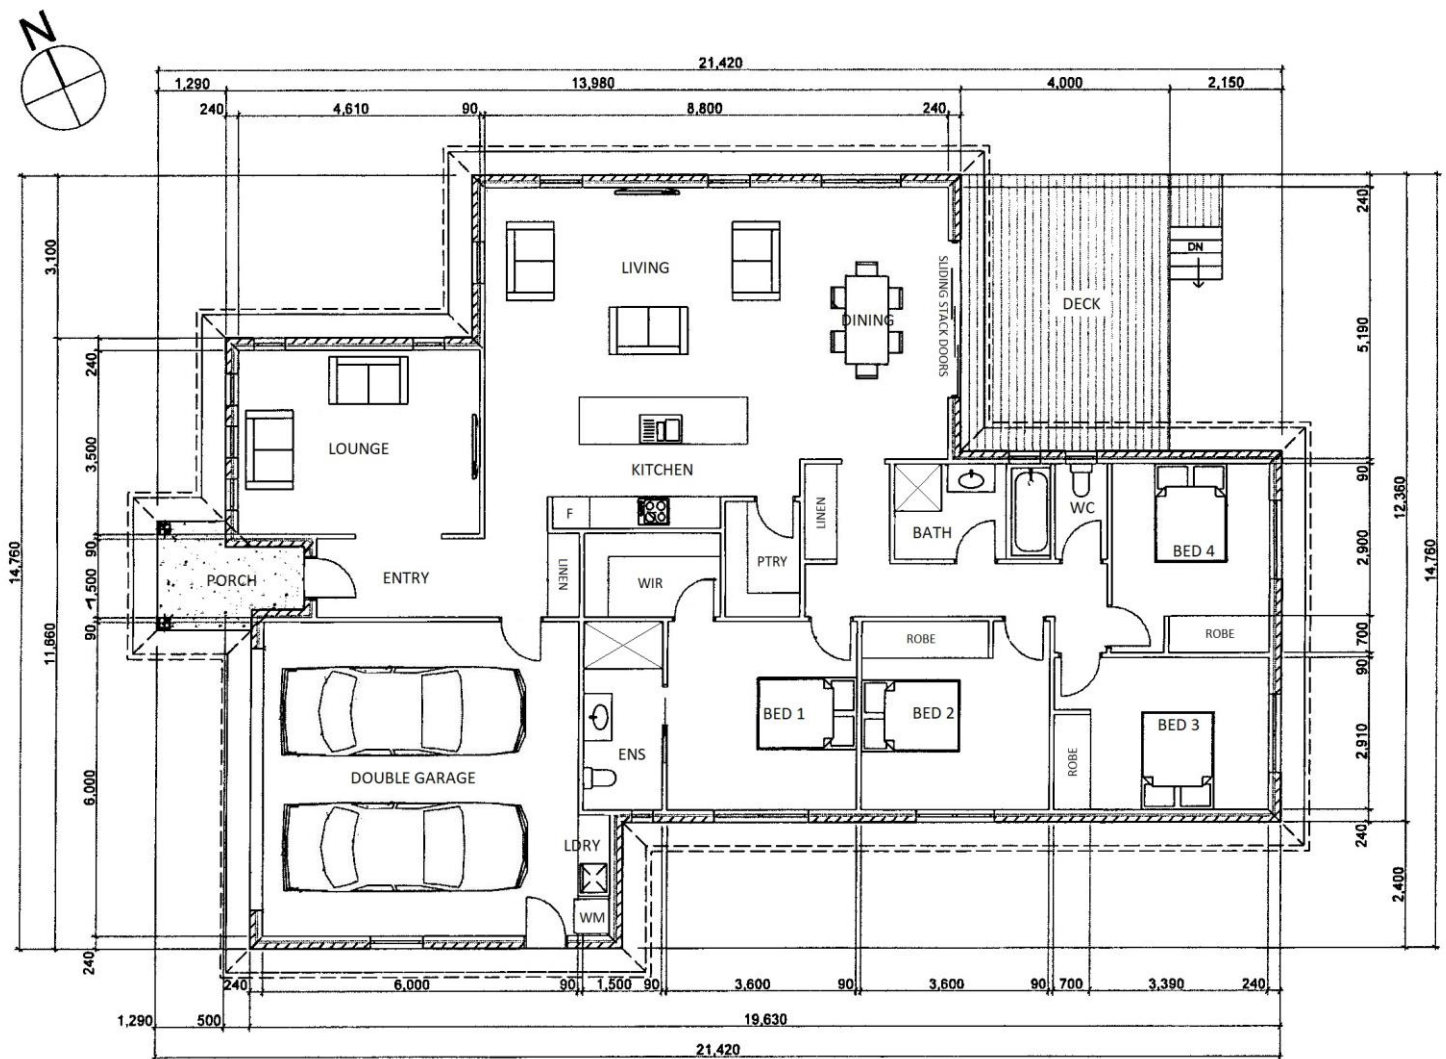 N
21,420
1,290
13,980
4,000
2,150
240
4,610
90
8,800
240
3,100
14,760
11,660
240
3,500
90
1,500
90
6,000
240
240
5,190
90
2,900
700
90
2,910
240
12,360
2,400
14,760
LIVING
DINING
SLIDING STACK DOORS
DECK
DN
LOUNGE
KITCHEN
F
LINEN
BATH
WC
BED 4
PORCH
ENTRY
LINEN
WIR
PTRY
ROBE
ROBE
BED 1
BED 2
BED 3
ENS
ROBE
DOUBLE GARAGE
LDRY
WM
240
6,000
90
1,500
90
3,600
90
3,600
90
700
3,390
240
1,290
500
19,630
21,420